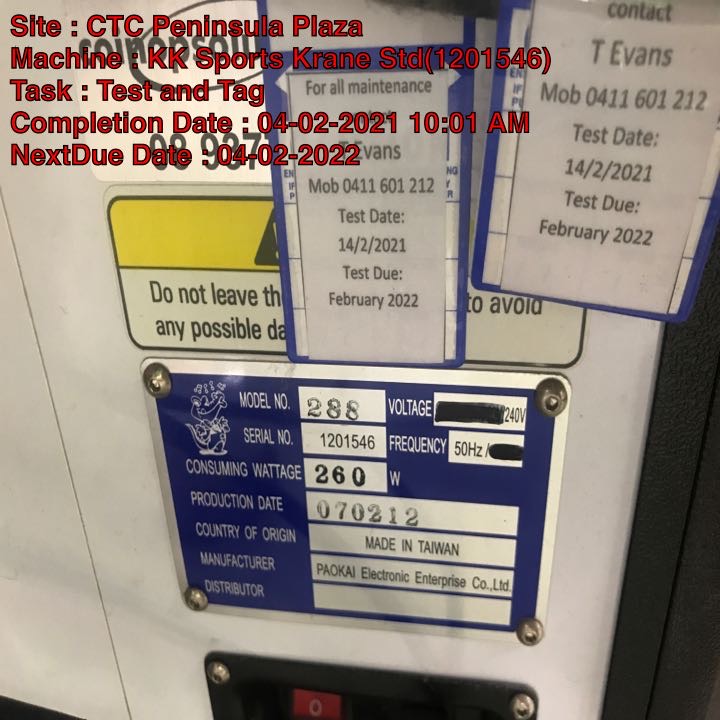 Site : CTC Peninsula Plaza
Machine : KK Sports Krane Std(1201546)
Task : Test and Tag
Completion Date : 04-02-2021 10:01 AM
NextDue Date : 04-02-2022
contact
T Evans
Mob 0411 601 212
Test Date:
14/2/2021
Test Due:
February 2022
For all maintenance
T Evans
Mob 0411 601 212
Test Date:
14/2/2021
Test Due:
February 2022
08 937
Do not leave th
to avoid
any possible da
MODEL NO. 288 VOLTAGE 240V
SERIAL NO. 1201546 FREQUENCY 50Hz /
CONSUMING WATTAGE 260 W
PRODUCTION DATE 070212
COUNTRY OF ORIGIN MADE IN TAIWAN
MANUFACTURER PAOKAI Electronic Enterprise Co.,Ltd.
DISTRIBUTOR
0